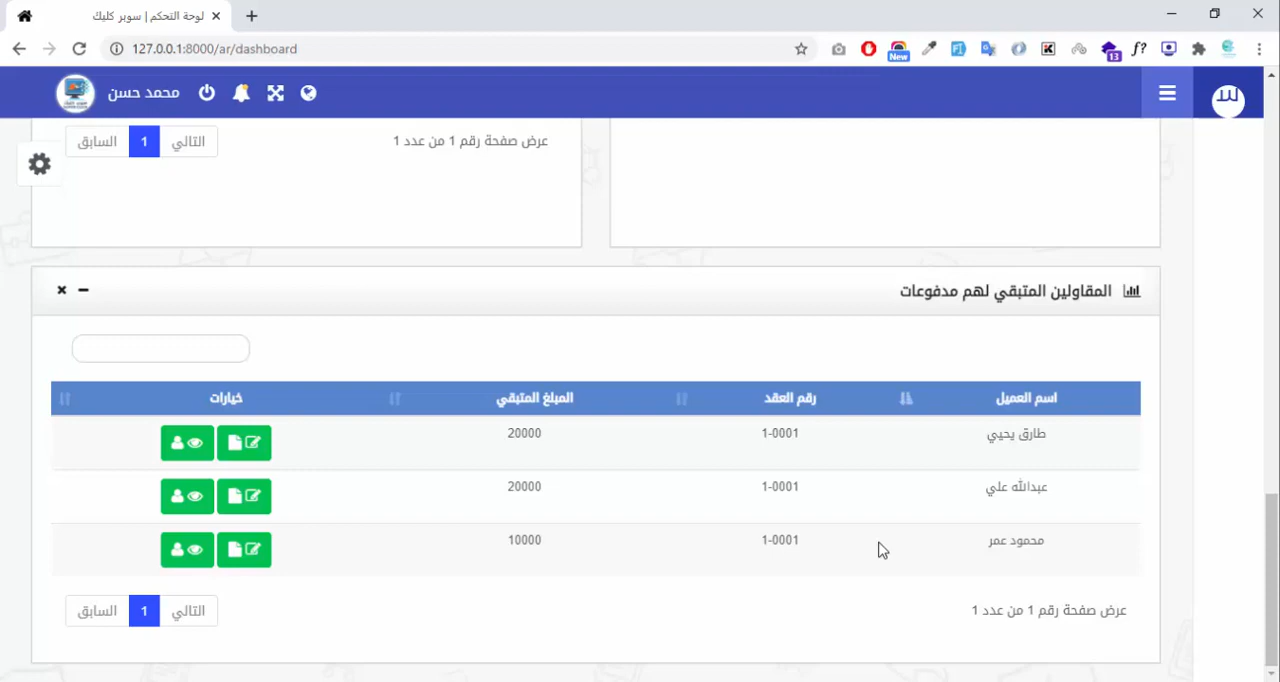 لوحة التحكم | سوبر كليك
127.0.0.1:8000/ar/dashboard
New
13
f?
محمد حسن
عرض صفحة رقم 1 من عدد 1
التالي 1 السابق
المقاولين المتبقي لهم مدفوعات
اسم العميل رقم العقد المبلغ المتبقي خيارات
طارق يحيي 1-0001 20000
عبدالله علي 1-0001 20000
محمود عمر 1-0001 10000
عرض صفحة رقم 1 من عدد 1
التالي 1 السابق